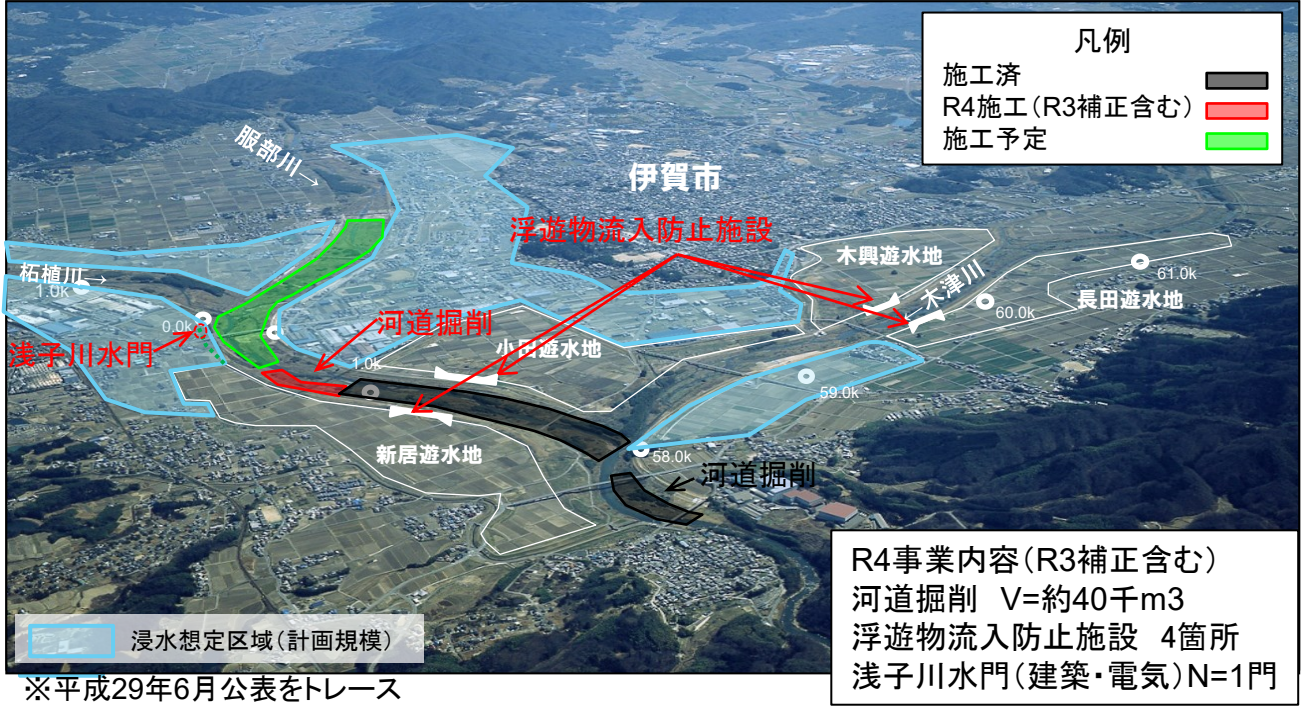 凡例
施工済
R4施工(R3補正含む)
施工予定
服部川→
伊賀市
浮遊物流入防止施設
木興遊水地
柘植川→
1.0k
←木津川
61.0k
長田遊水地
60.0k
0.0k
河道掘削
浅子川水門
小田遊水地
1.0k
59.0k
新居遊水地
58.0k
河道掘削
R4事業内容(R3補正含む)
河道掘削 V=約40千m3
浮遊物流入防止施設 4箇所
浅子川水門(建築・電気)N=1門
浸水想定区域(計画規模)
※平成29年6月公表をトレース